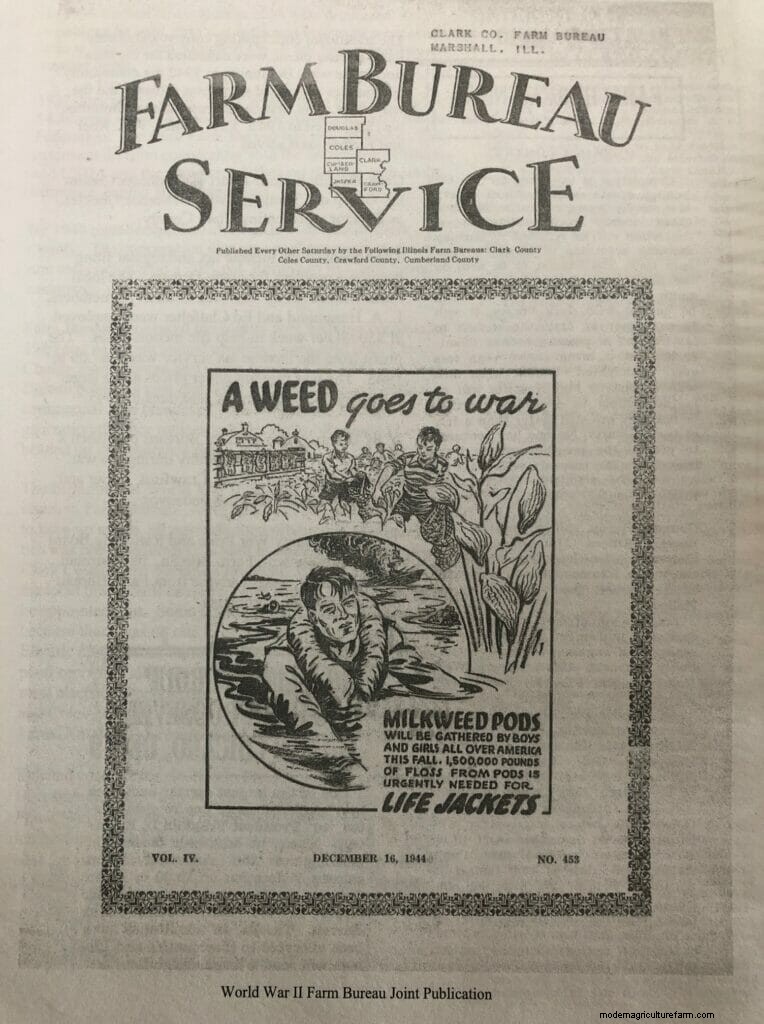 CLARK CO. FARM BUREAU
MARSHALL, ILL.
FARM BUREAU
DOUGLAS
COLES
CUMBER-
LAND
CLARK
JASPER
CRAW-
FORD
SERVICE
Published Every Other Saturday by the Following Illinois Farm Bureaus: Clark County
Coles County, Crawford County, Cumberland County
A WEED goes to war
MILKWEED PODS
WILL BE GATHERED BY BOYS
AND GIRLS ALL OVER AMERICA
THIS FALL. 1,500,000 POUNDS
OF FLOSS FROM PODS IS
URGENTLY NEEDED FOR
LIFE JACKETS
VOL. IV. DECEMBER 16, 1944 NO. 453
World War II Farm Bureau Joint Publication
modernagriculturefarm.com